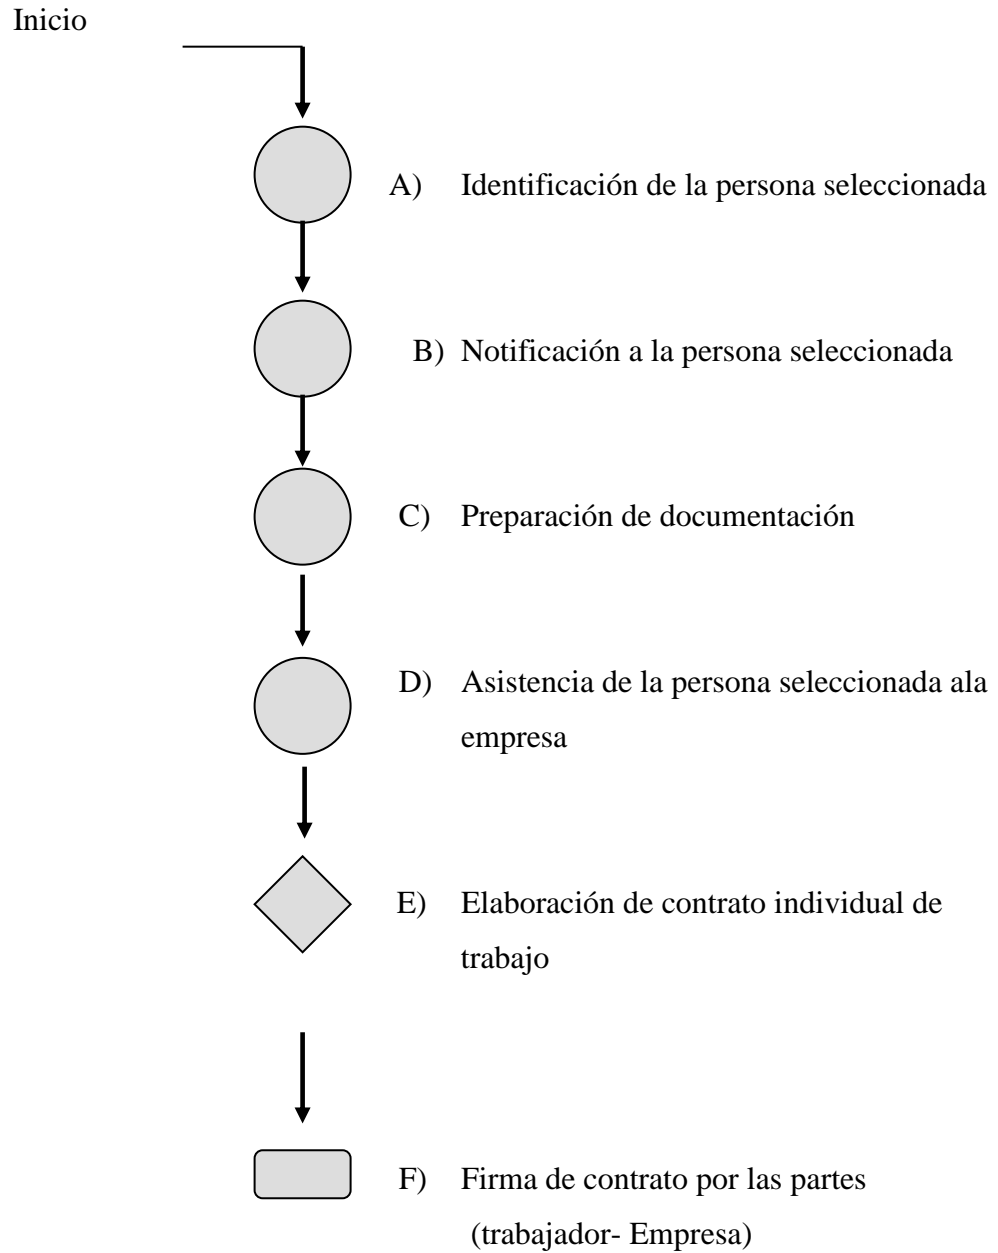 Inicio
A) Identificación de la persona seleccionada
B) Notificación a la persona seleccionada
C) Preparación de documentación
D) Asistencia de la persona seleccionada ala
empresa
E) Elaboración de contrato individual de
trabajo
F) Firma de contrato por las partes
(trabajador- Empresa)